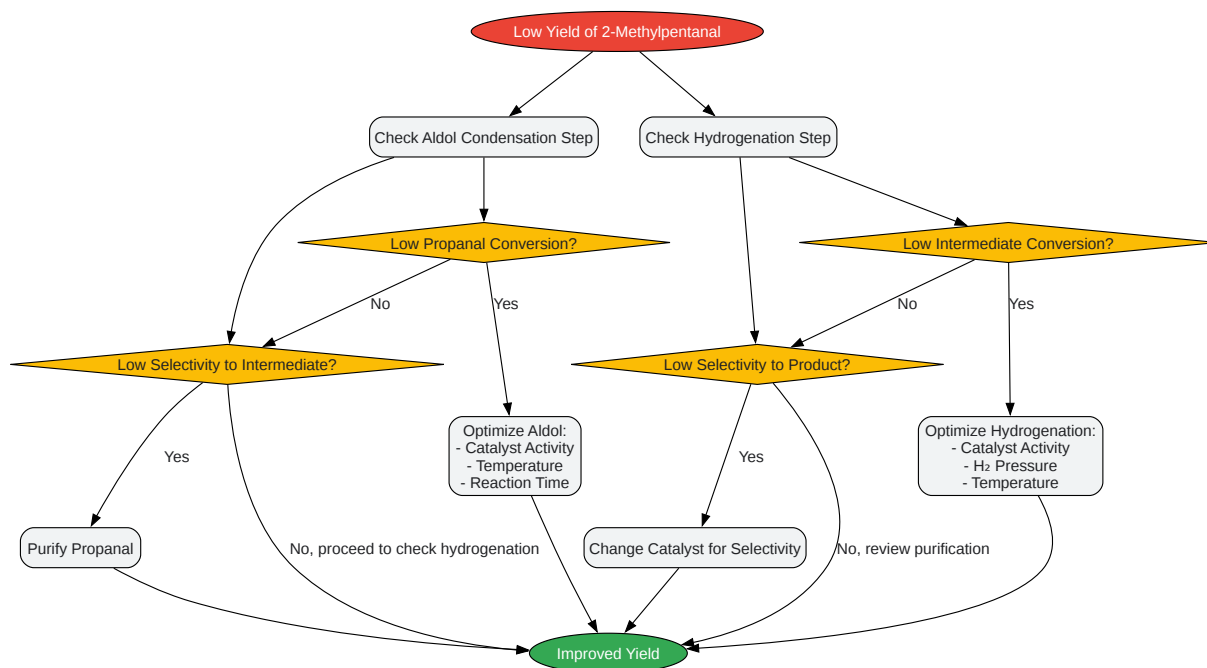 Low Yield of 2-Methylpentanal
Check Aldol Condensation Step
Check Hydrogenation Step
Low Propanal Conversion?
Low Intermediate Conversion?
No
Yes
No
Yes
Low Selectivity to Intermediate?
Low Selectivity to Product?
Optimize Aldol:
- Catalyst Activity
- Temperature
- Reaction Time
Optimize Hydrogenation:
- Catalyst Activity
- H₂ Pressure
- Temperature
Yes
Yes
Purify Propanal
No, proceed to check hydrogenation
Change Catalyst for Selectivity
No, review purification
Improved Yield